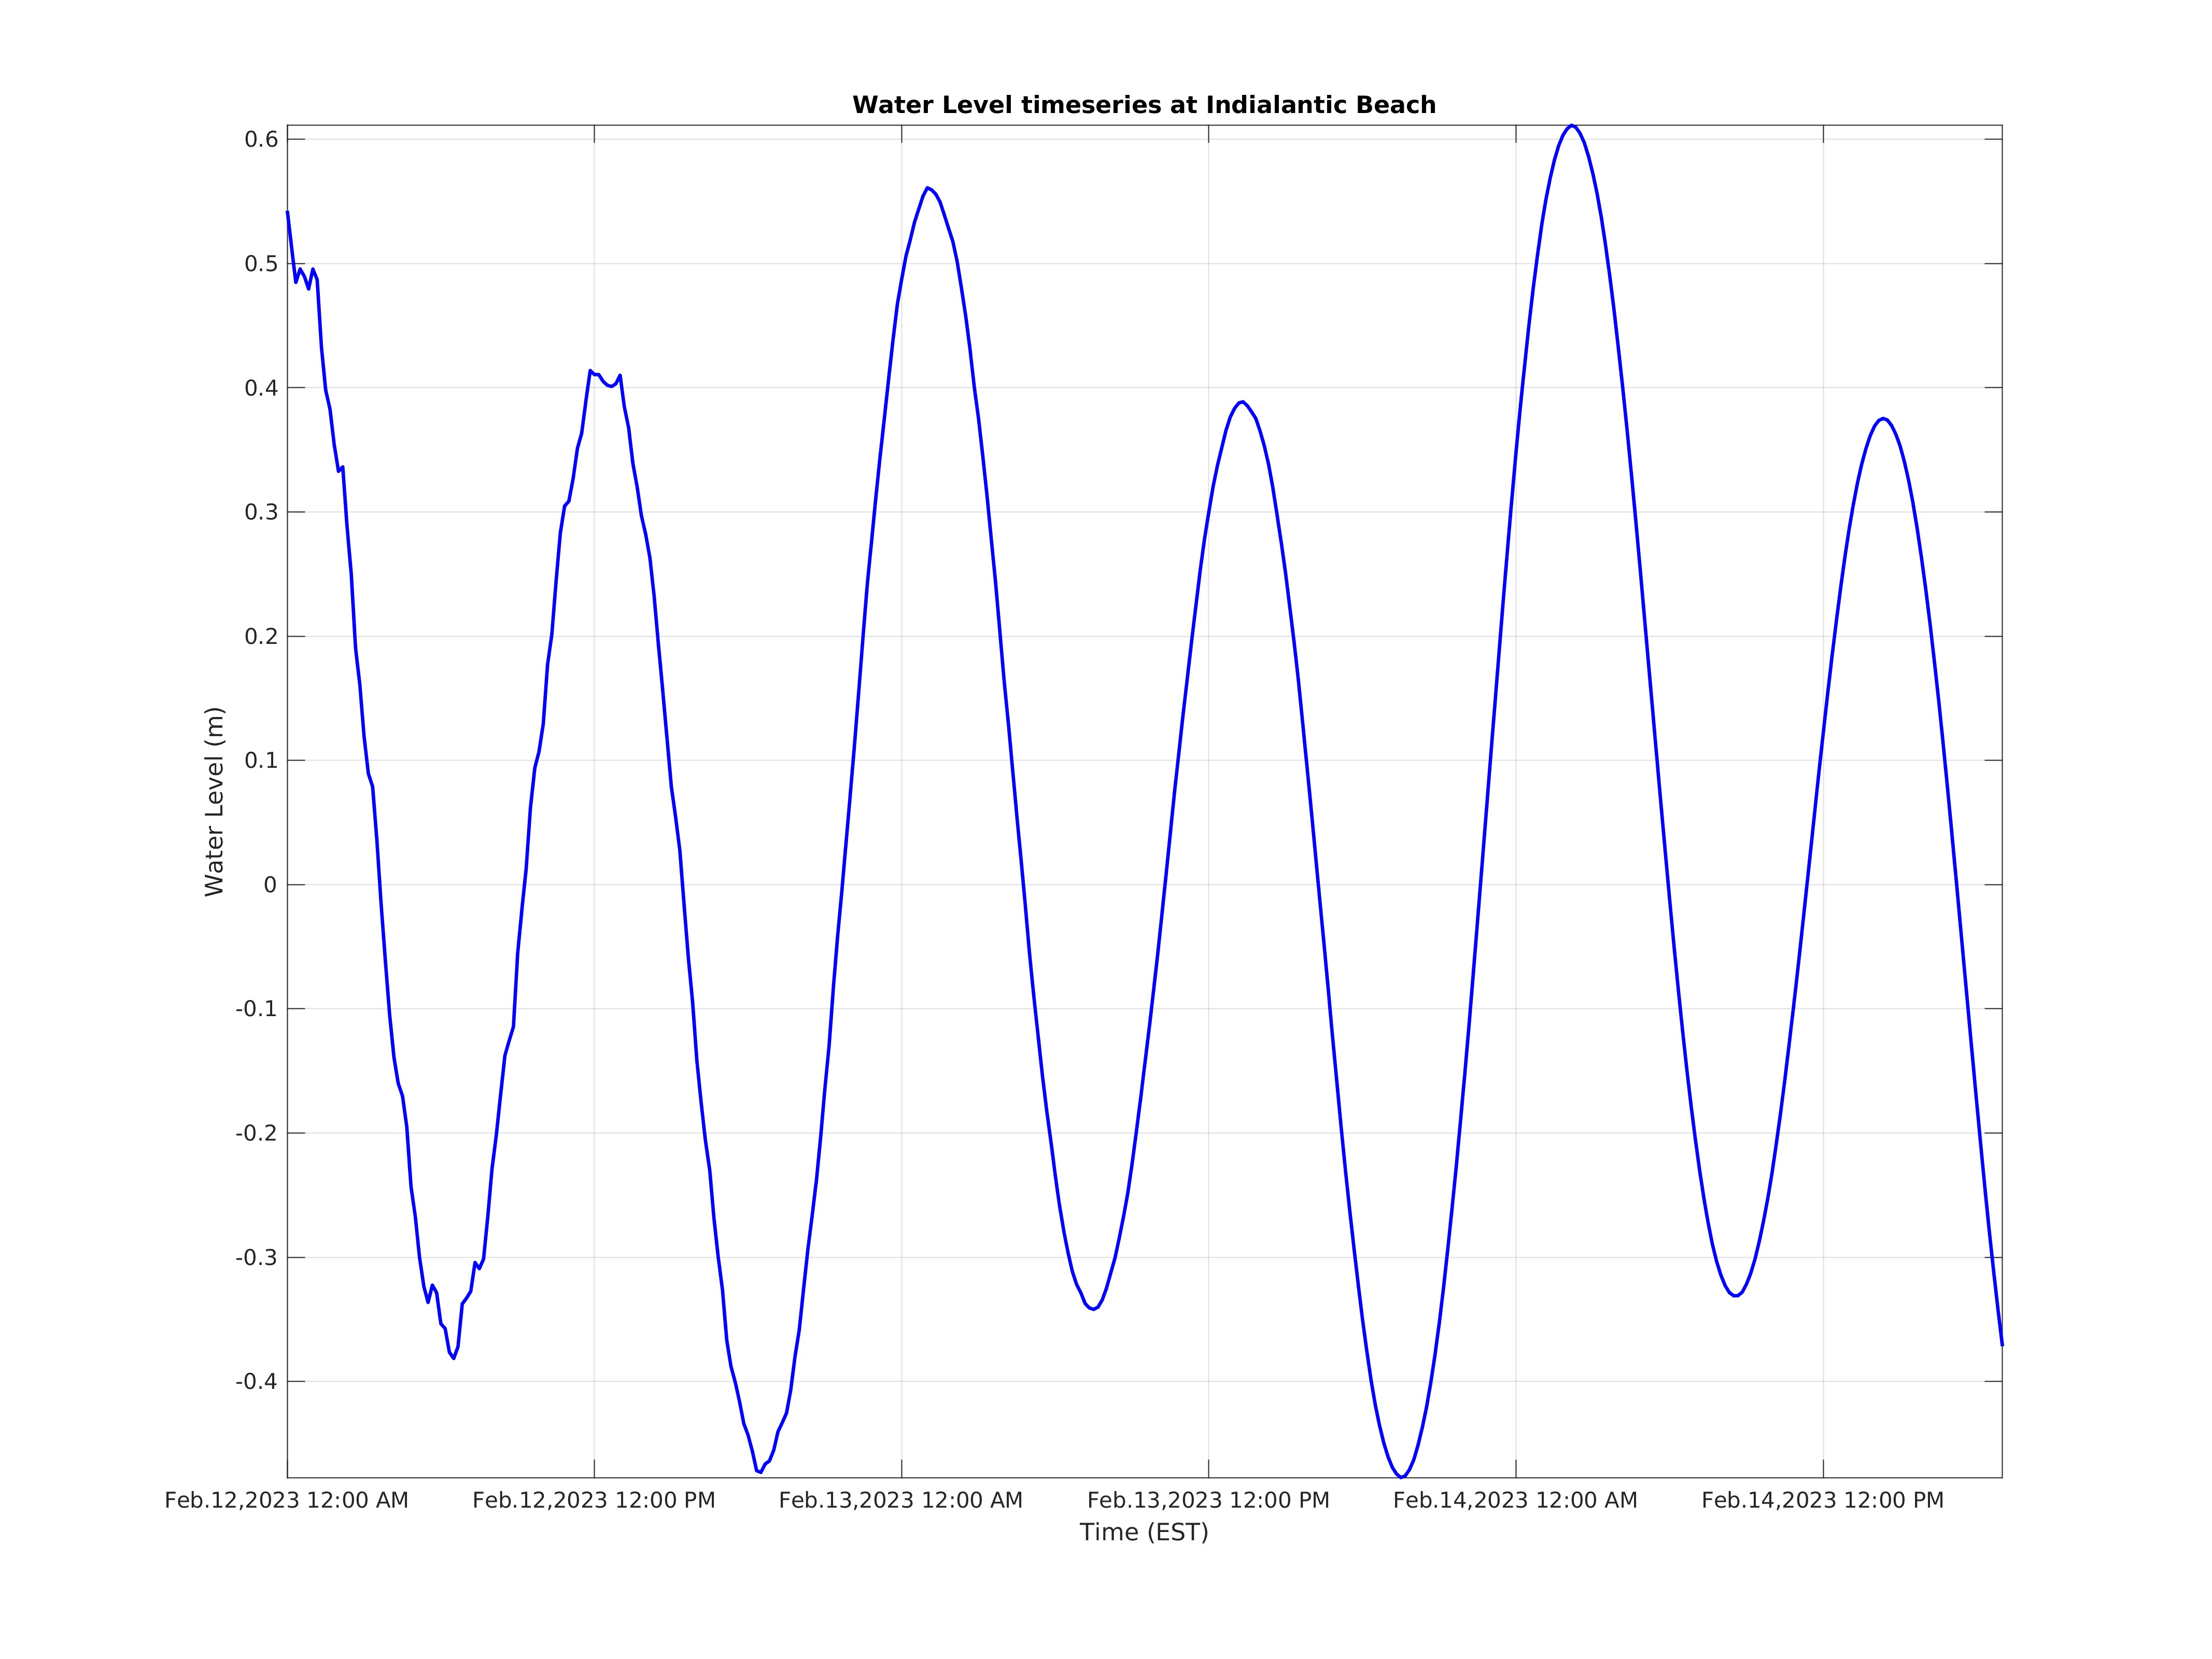 Water Level timeseries at Indialantic Beach
0.6
0.5
0.4
0.3
0.2
0.1
0
-0.1
-0.2
-0.3
-0.4
Water Level (m)
Feb.12,2023 12:00 AM Feb.12,2023 12:00 PM Feb.13,2023 12:00 AM Feb.13,2023 12:00 PM Feb.14,2023 12:00 AM Feb.14,2023 12:00 PM
Time (EST)